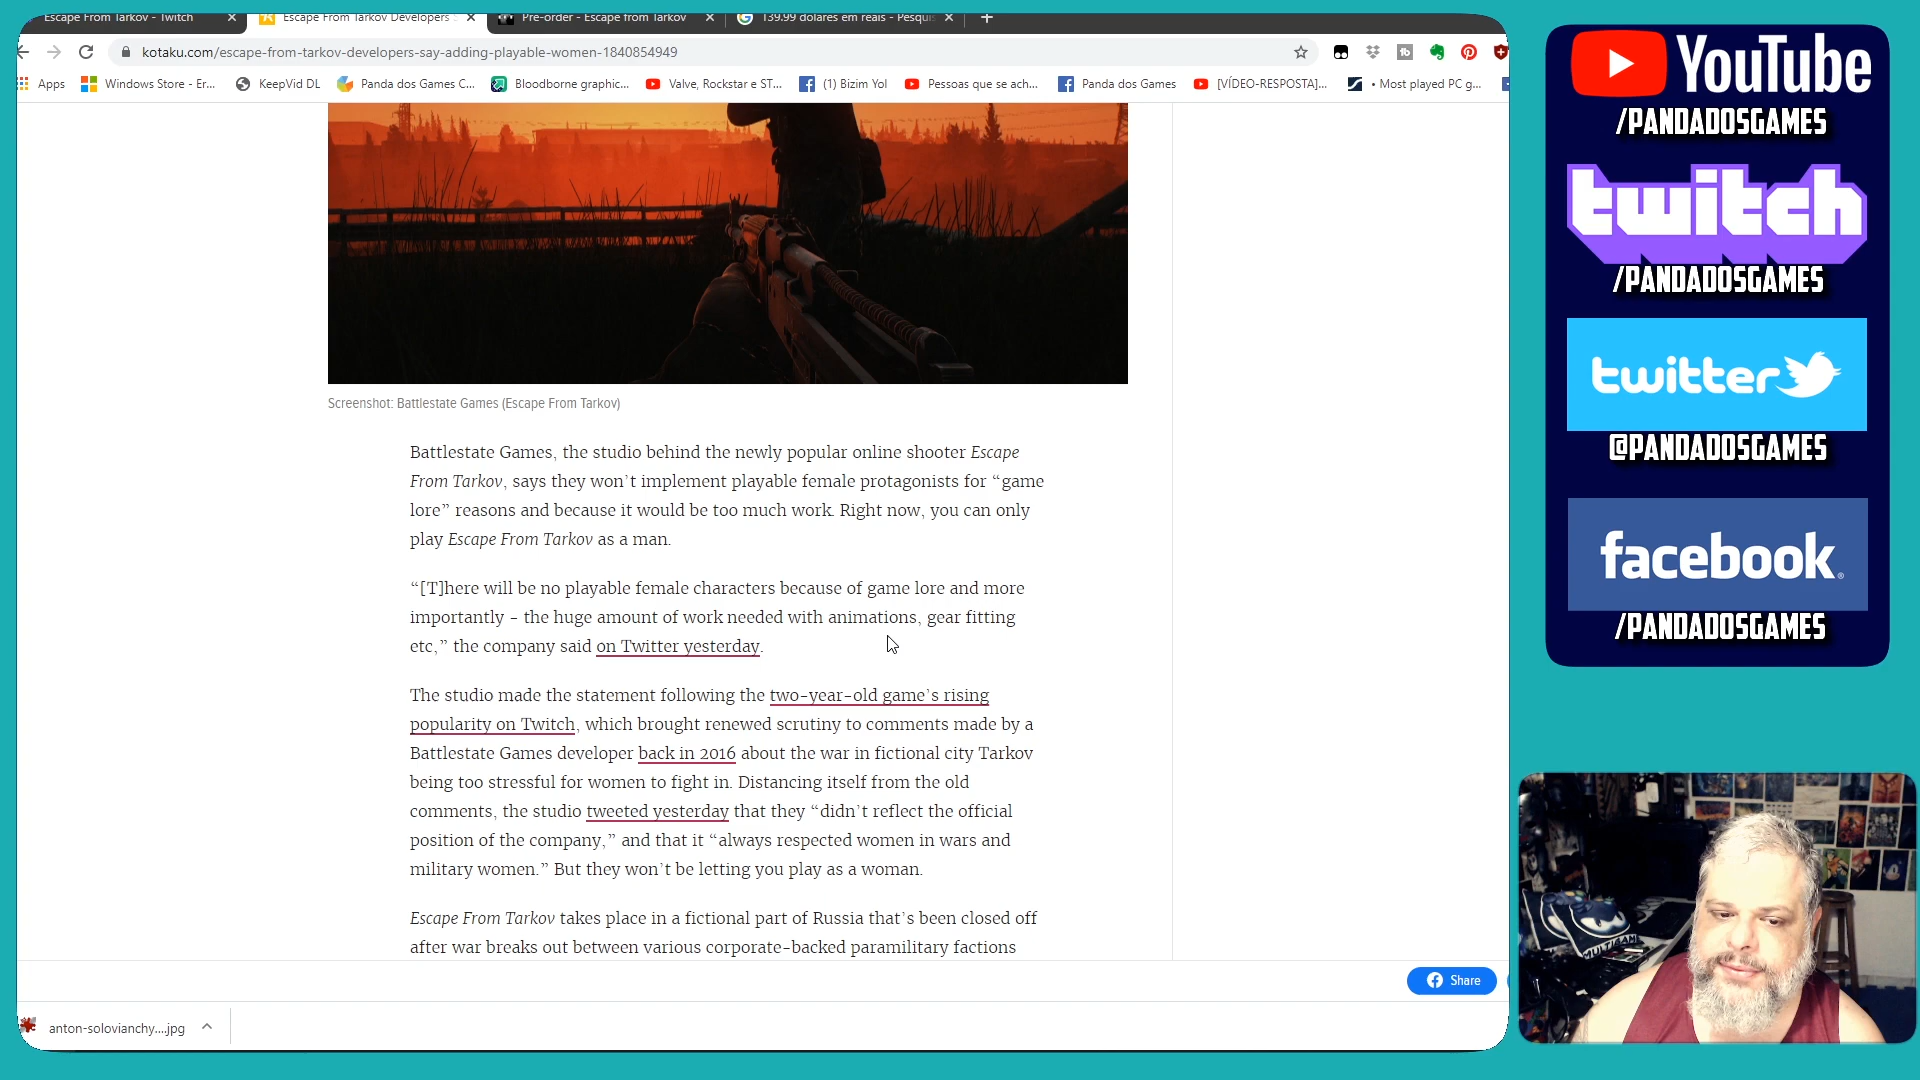 Escape From Tarkov - Twitch
Escape From Tarkov Developers S
Pre-order - Escape from Tarkov
139.99 dolares em reais - Pesqui
kotaku.com/escape-from-tarkov-developers-say-adding-playable-women-1840854949
Apps
Windows Store - Er...
KeepVid DL
Panda dos Games C...
Bloodborne graphic...
Valve, Rockstar e ST...
(1) Bizim Yol
Pessoas que se ach...
Panda dos Games
[VÍDEO-RESPOSTA]...
• Most played PC g...
Screenshot: Battlestate Games (Escape From Tarkov)
Battlestate Games, the studio behind the newly popular online shooter Escape
From Tarkov, says they won't implement playable female protagonists for “game
lore” reasons and because it would be too much work. Right now, you can only
play Escape From Tarkov as a man.
“[T]here will be no playable female characters because of game lore and more
importantly - the huge amount of work needed with animations, gear fitting
etc,” the company said on Twitter yesterday.
The studio made the statement following the two-year-old game's rising
popularity on Twitch, which brought renewed scrutiny to comments made by a
Battlestate Games developer back in 2016 about the war in fictional city Tarkov
being too stressful for women to fight in. Distancing itself from the old
comments, the studio tweeted yesterday that they “didn't reflect the official
position of the company,” and that it “always respected women in wars and
military women.” But they won't be letting you play as a woman.
Escape From Tarkov takes place in a fictional part of Russia that's been closed off
after war breaks out between various corporate-backed paramilitary factions
Share
anton-solovianchy....jpg
YouTube
/PANDADOSGAMES
twitch
/PANDADOSGAMES
twitter
@PANDADOSGAMES
facebook
/PANDADOSGAMES